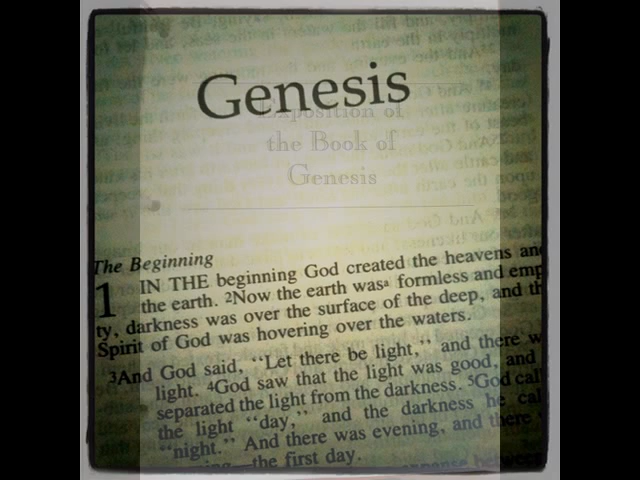 Genesis
Exposition of
the Book of
Genesis
The Beginning
1 IN THE beginning God created the heavens and
the earth. 2Now the earth wasa formless and emp
ty, darkness was over the surface of the deep, and th
Spirit of God was hovering over the waters.
3And God said, “Let there be light,” and there w
light. 4God saw that the light was good, and
separated the light from the darkness. 5God call
the light “day,” and the darkness he cal
“night.” And there was evening, and there
—the first day.